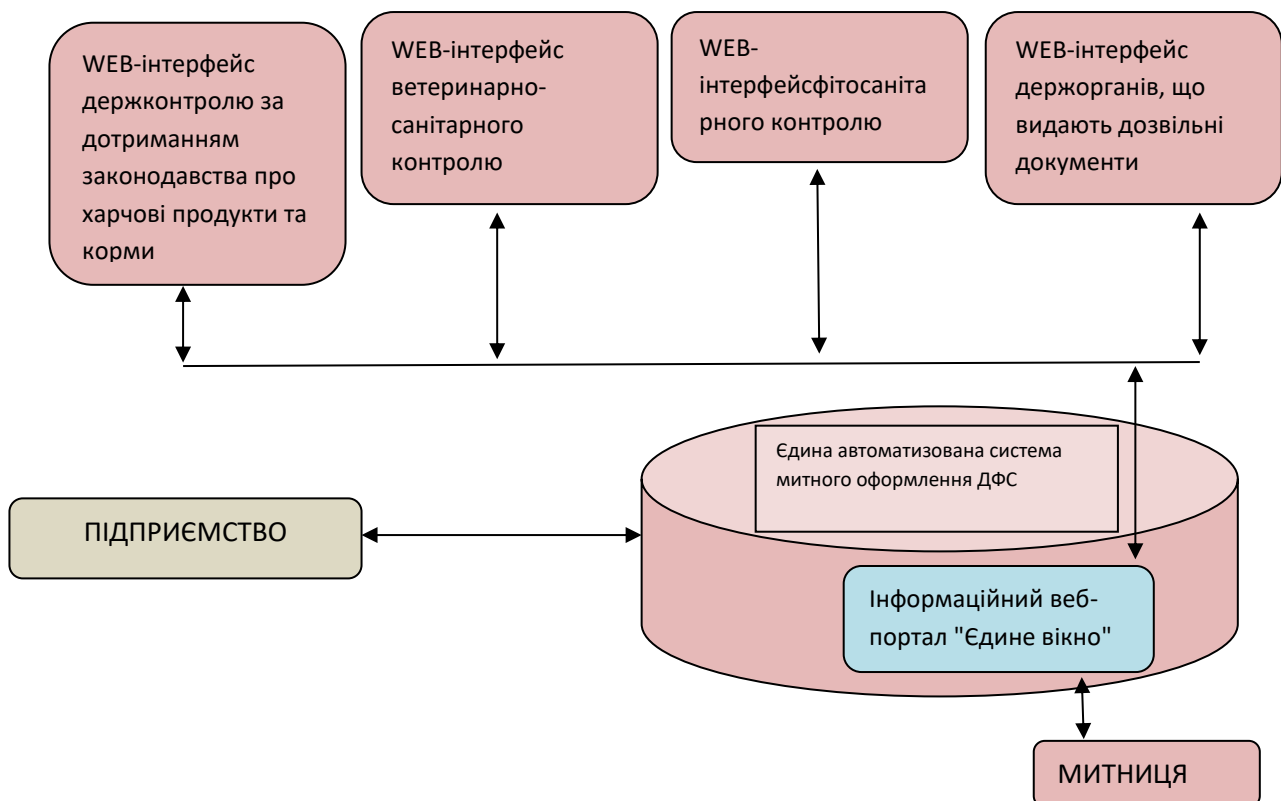 WEB-інтерфейс
держконтролю за
дотриманням
законодавства про
харчові продукти та
корми
WEB-інтерфейс
ветеринарно-
санітарного
контролю
WEB-
інтерфейсфітосаніта
рного контролю
WEB-інтерфейс
держорганів, що
видають дозвільні
документи
Єдина автоматизована система
митного оформлення ДФС
ПІДПРИЄМСТВО
Інформаційний веб-
портал "Єдине вікно"
МИТНИЦЯ